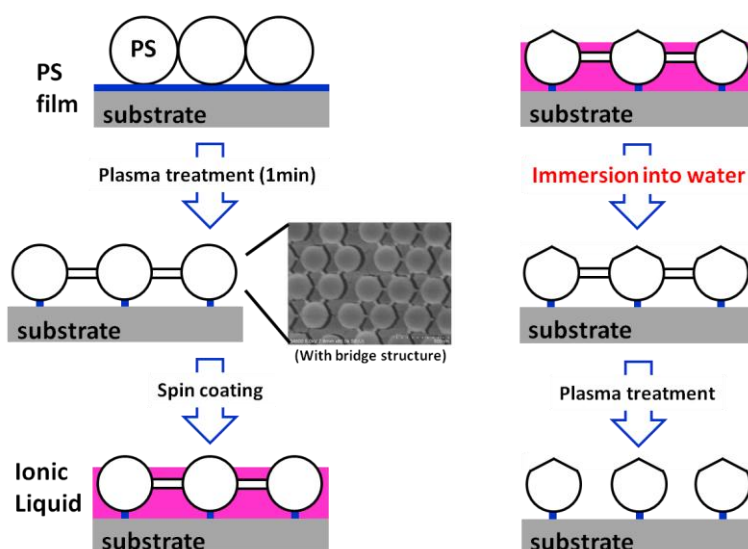 PS
PS
film
substrate
Plasma treatment (1min)
substrate
(With bridge structure)
Spin coating
Ionic
Liquid
substrate
substrate
Immersion into water
substrate
Plasma treatment
substrate